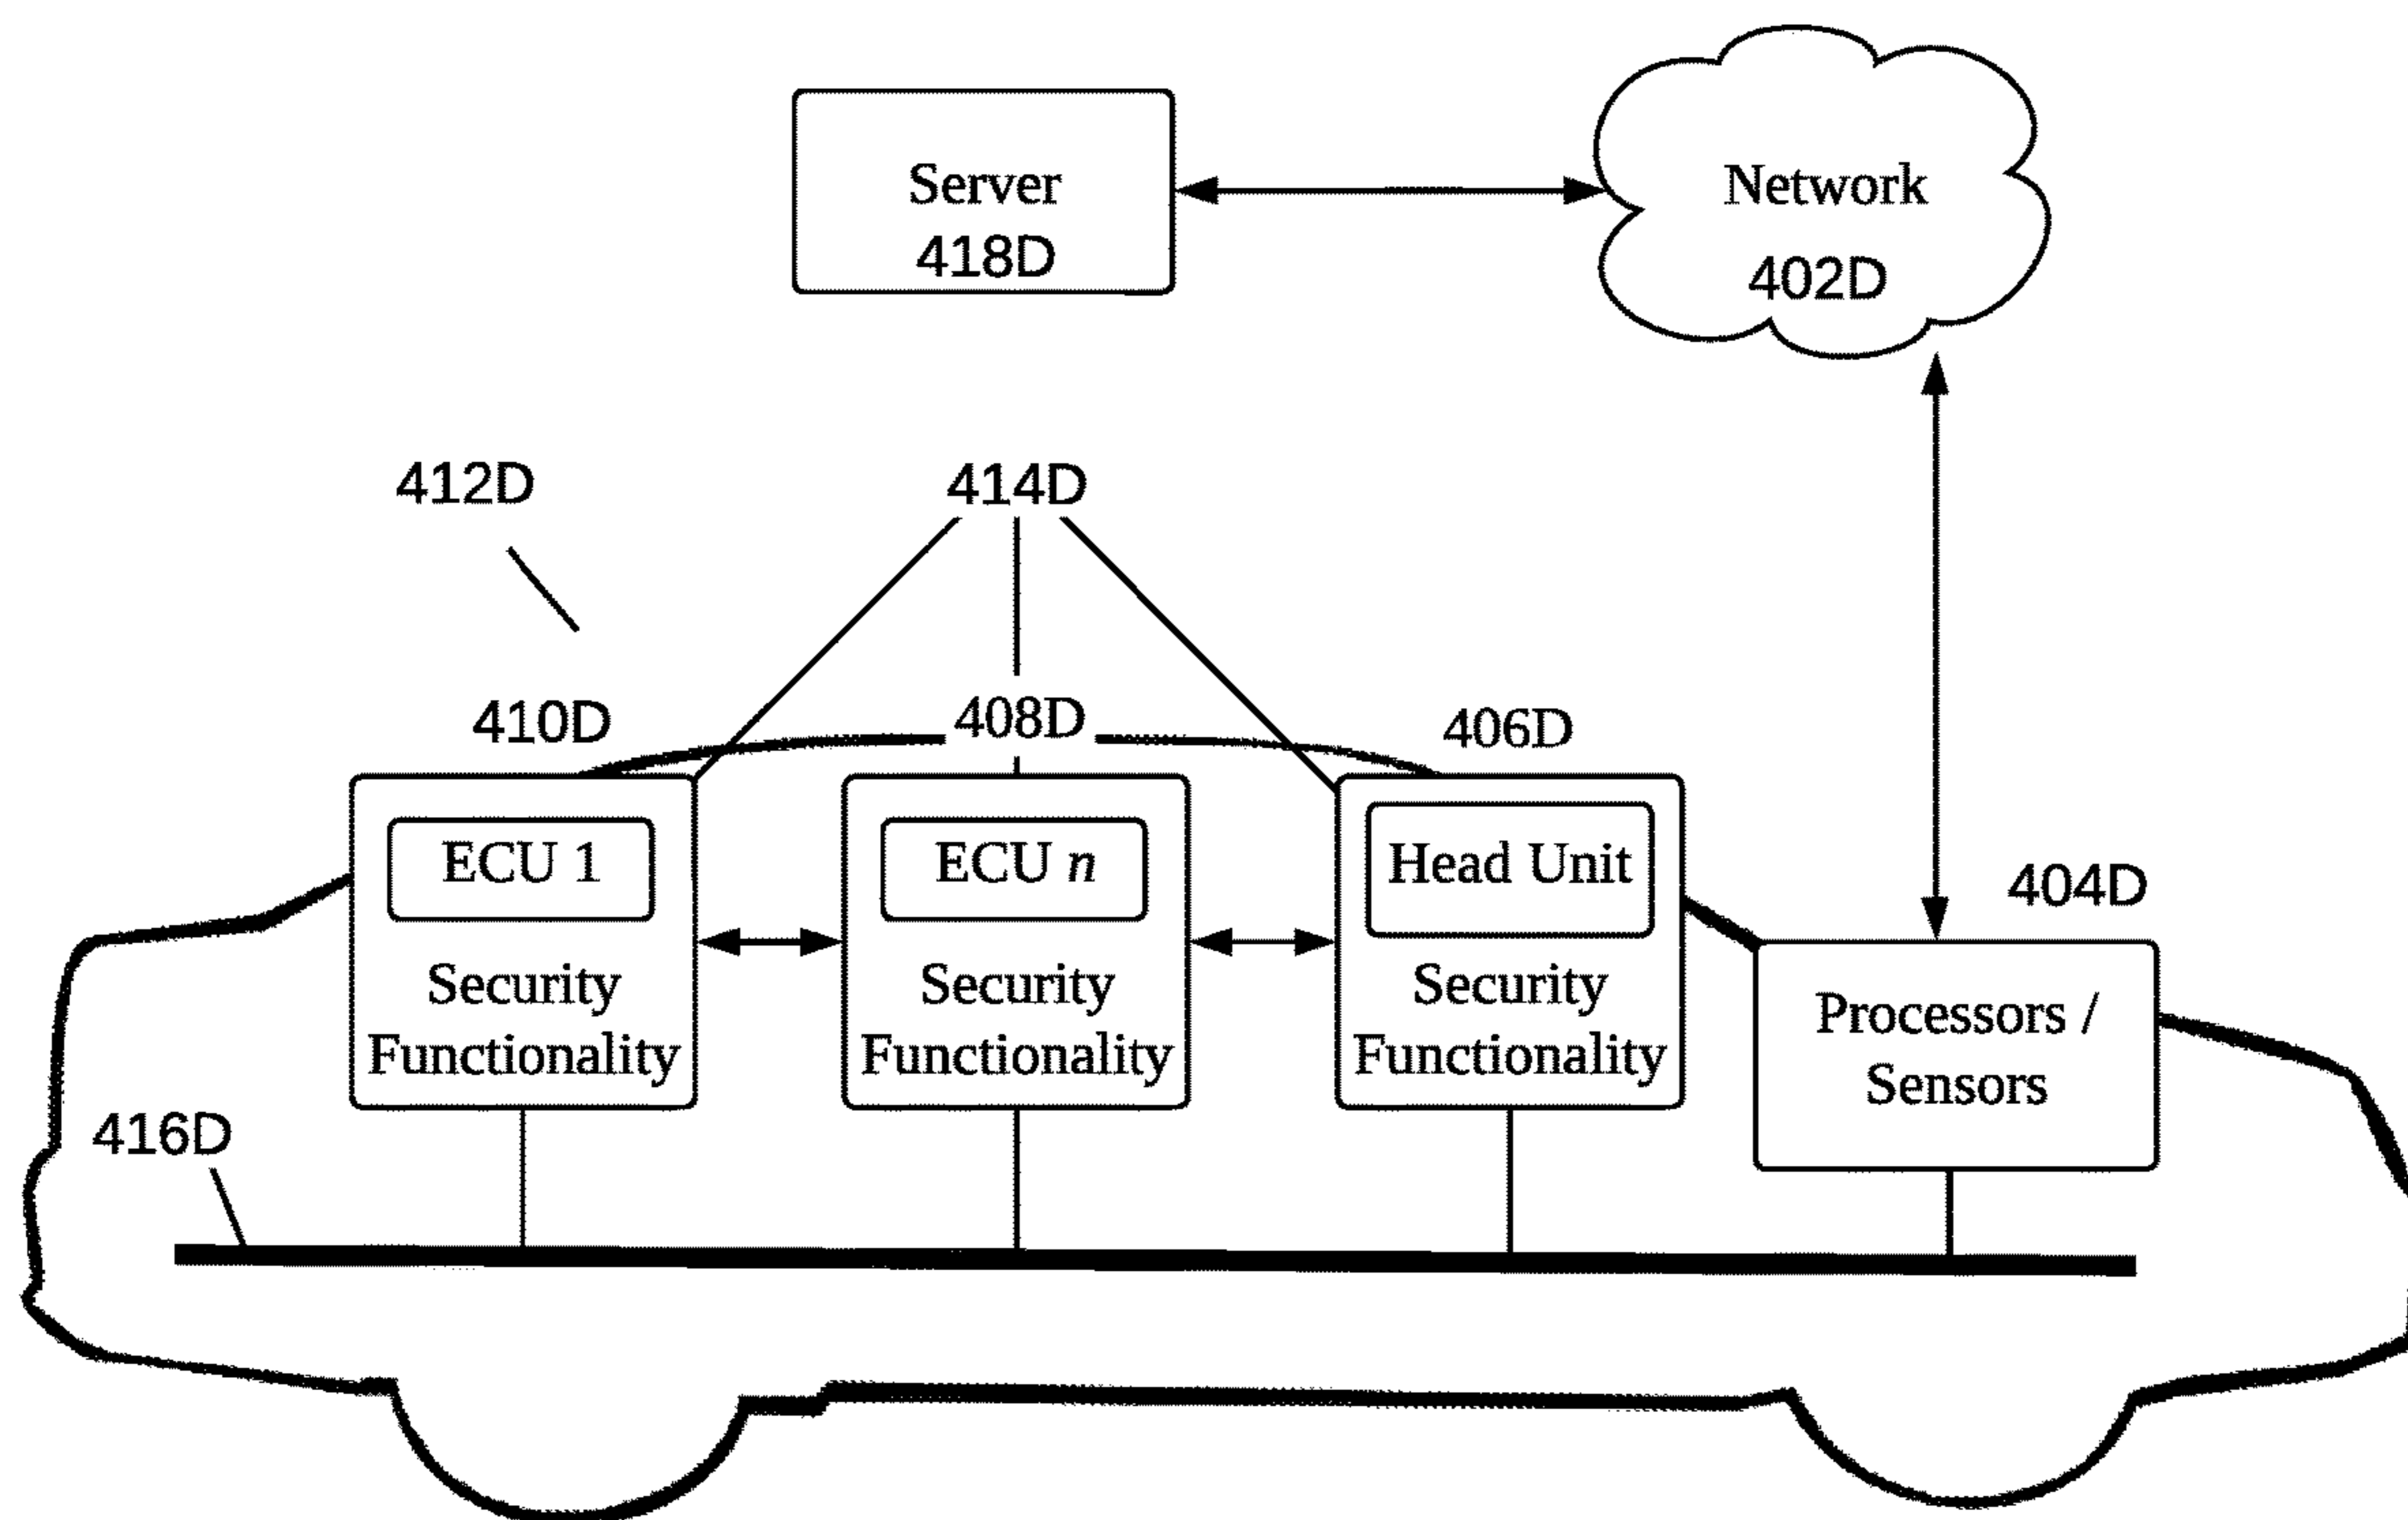 Server
418D
Network
402D
412D
414D
410D
408D
406D
404D
ECU 1
Security
Functionality
ECU n
Security
Functionality
Head Unit
Security
Functionality
Processors /
Sensors
416D